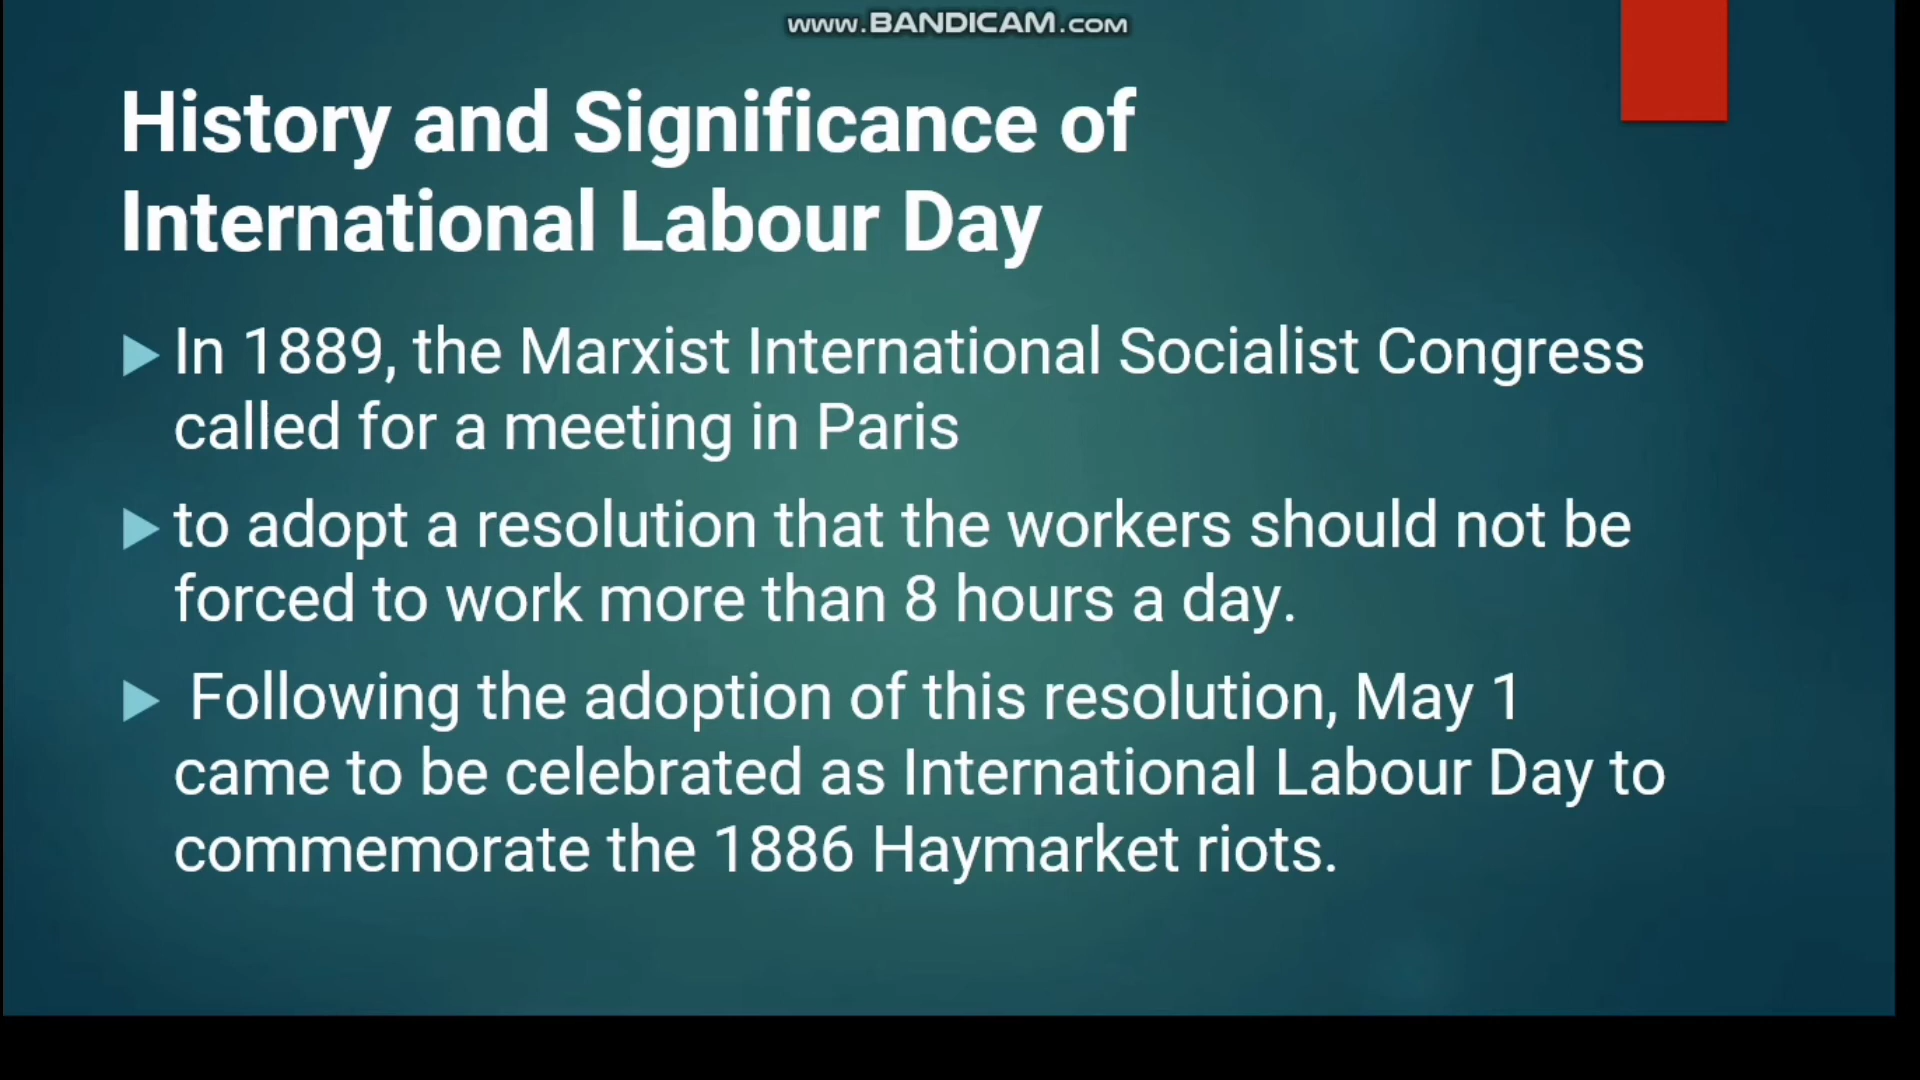 www.BANDICAM.com
History and Significance of
International Labour Day
In 1889, the Marxist International Socialist Congress
called for a meeting in Paris
to adopt a resolution that the workers should not be
forced to work more than 8 hours a day.
Following the adoption of this resolution, May 1
came to be celebrated as International Labour Day to
commemorate the 1886 Haymarket riots.